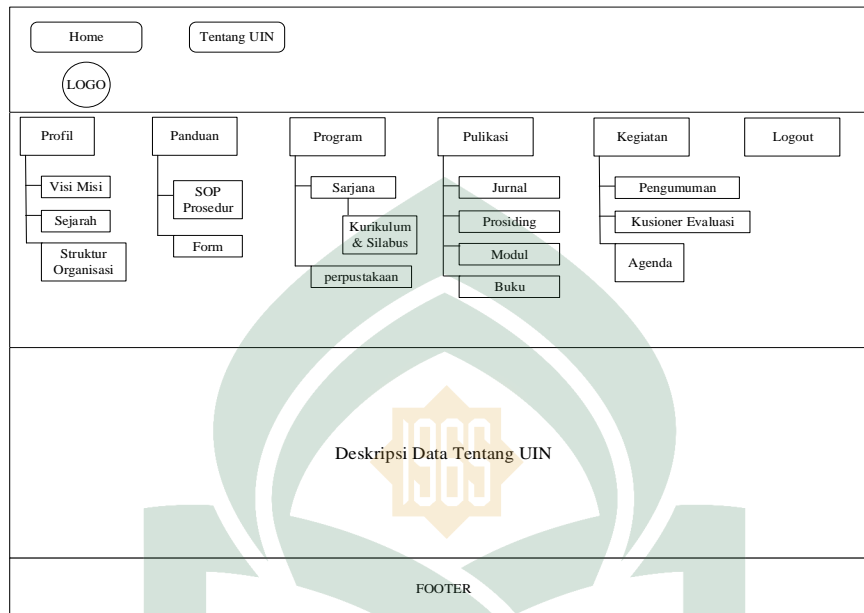 Home
Tentang UIN
LOGO
Profil
Panduan
Program
Pulikasi
Kegiatan
Logout
Visi Misi
Sejarah
Struktur
Organisasi
SOP
Prosedur
Form
Sarjana
Kurikulum
& Silabus
perpustakaan
Jurnal
Prosiding
Modul
Buku
Pengumuman
Kusioner Evaluasi
Agenda
Deskripsi Data Tentang UIN
1965
FOOTER